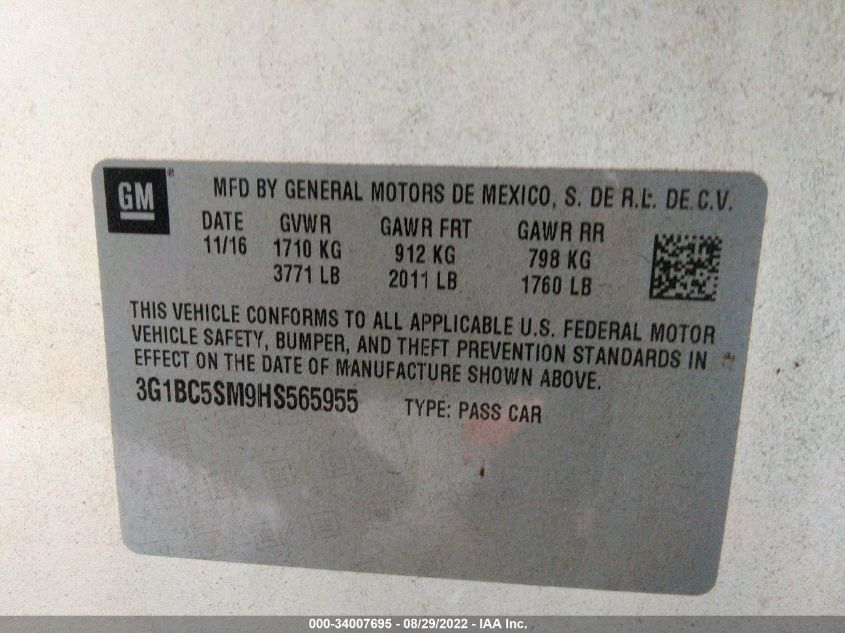 GM
MFD BY GENERAL MOTORS DE MEXICO, S. DE R.L. DE C.V.
DATE GVWR GAWR FRT GAWR RR
11/16 1710 KG 912 KG 798 KG
3771 LB 2011 LB 1760 LB
THIS VEHICLE CONFORMS TO ALL APPLICABLE U.S. FEDERAL MOTOR
VEHICLE SAFETY, BUMPER, AND THEFT PREVENTION STANDARDS IN
EFFECT ON THE DATE OF MANUFACTURE SHOWN ABOVE.
3G1BC5SM9HS565955 TYPE: PASS CAR
000-34007695 - 08/29/2022 - IAA Inc.